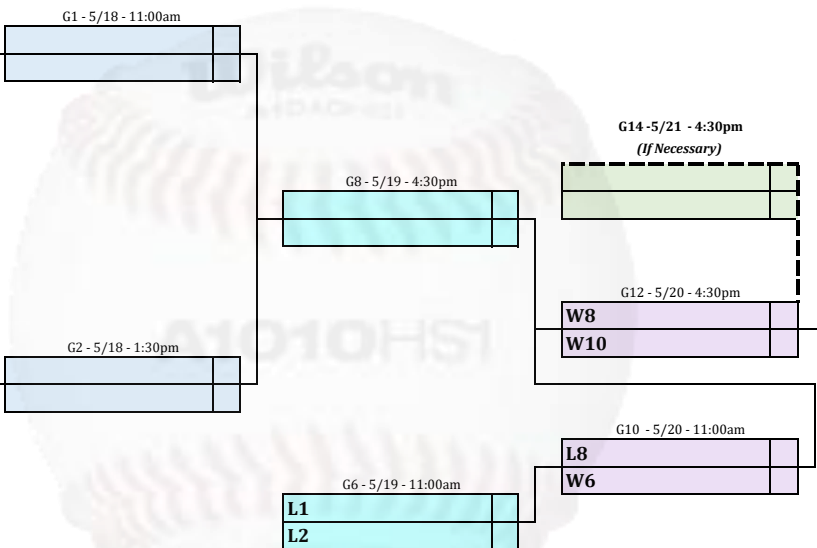 G1 - 5/18 - 11:00am
Wilson
G14 -5/21 - 4:30pm
(If Necessary)
G8 - 5/19 - 4:30pm
G12 - 5/20 - 4:30pm
W8
W10
A1010HS1
G2 - 5/18 - 1:30pm
G10 - 5/20 - 11:00am
L8
W6
G6 - 5/19 - 11:00am
L1
L2